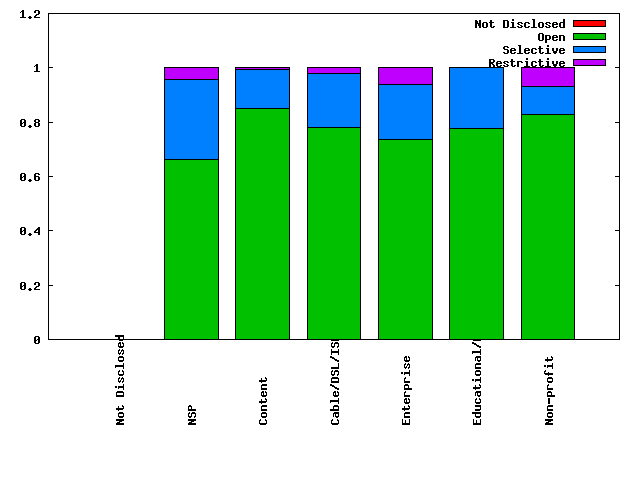 1.2
1
0.8
0.6
0.4
0.2
0
Not Disclosed
Open
Selective
Restrictive
Not Disclosed
NSP
Content
Cable/DSL/IS
Enterprise
Educational/
Non-profit